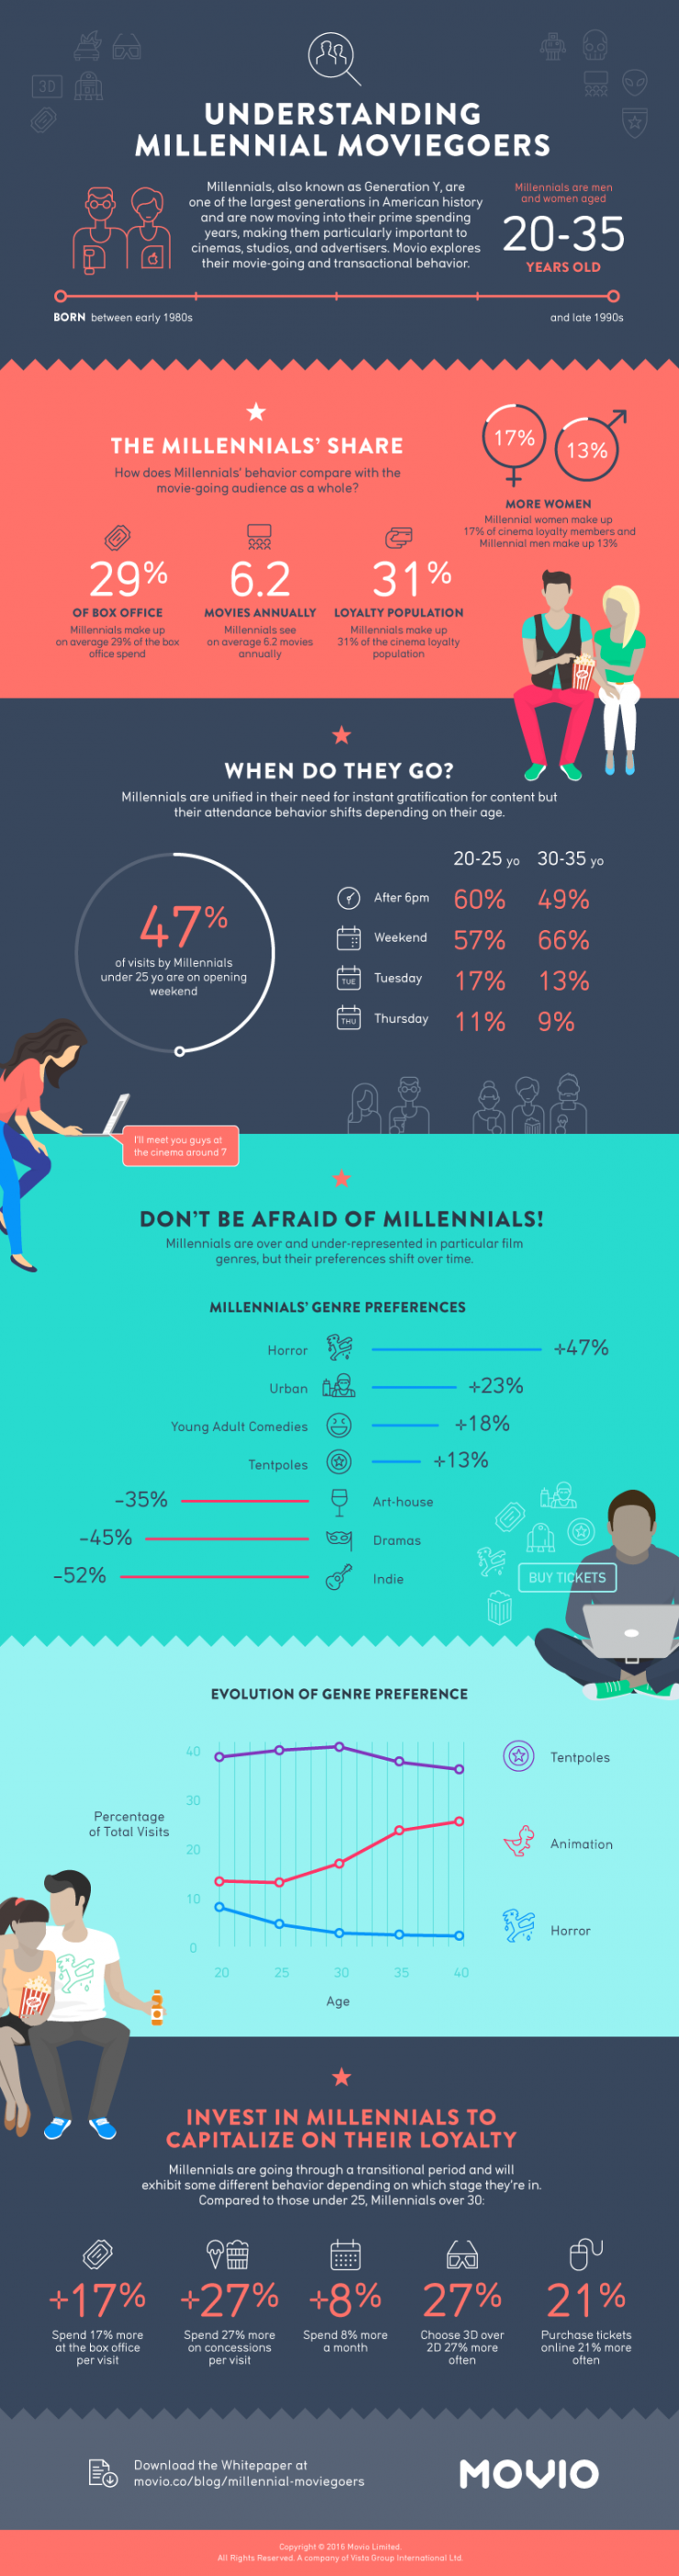 3D
UNDERSTANDING
MILLENNIAL MOVIEGOERS
Millennials, also known as Generation Y, are
one of the largest generations in American history
and are now moving into their prime spending
years, making them particularly important to
cinemas, studios, and advertisers. Movio explores
their movie-going and transactional behavior.
Millennials are men
and women aged
20-35
YEARS OLD
BORN between early 1980s
and late 1990s
THE MILLENNIALS' SHARE
How does Millennials' behavior compare with the
movie-going audience as a whole?
17%
13%
MORE WOMEN
Millennial women make up
17% of cinema loyalty members and
Millennial men make up 13%
29%
OF BOX OFFICE
Millennials make up
on average 29% of the box
office spend
6.2
MOVIES ANNUALLY
Millennials see
on average 6.2 movies
annually
31%
LOYALTY POPULATION
Millennials make up
31% of the cinema loyalty
population
WHEN DO THEY GO?
Millennials are unified in their need for instant gratification for content but
their attendance behavior shifts depending on their age.
47%
of visits by Millennials
under 25 yo are on opening
weekend
20-25 yo 30-35 yo
After 6pm 60% 49%
Weekend 57% 66%
TUE Tuesday 17% 13%
THU Thursday 11% 9%
I'll meet you guys at
the cinema around 7
DON'T BE AFRAID OF MILLENNIALS!
Millennials are over and under-represented in particular film
genres, but their preferences shift over time.
MILLENNIALS' GENRE PREFERENCES
Horror +47%
Urban +23%
Young Adult Comedies +18%
Tentpoles +13%
-35% Art-house
-45% Dramas
-52% Indie
BUY TICKETS
EVOLUTION OF GENRE PREFERENCE
Percentage
of Total Visits
40
30
20
10
0
20 25 30 35 40
Age
Tentpoles
Animation
Horror
INVEST IN MILLENNIALS TO
CAPITALIZE ON THEIR LOYALTY
Millennials are going through a transitional period and will
exhibit some different behavior depending on which stage they're in.
Compared to those under 25, Millennials over 30:
+17%
Spend 17% more
at the box office
per visit
+27%
Spend 27% more
on concessions
per visit
+8%
Spend 8% more
a month
27%
Choose 3D over
2D 27% more
often
21%
Purchase tickets
online 21% more
often
Download the Whitepaper at
movio.co/blog/millennial-moviegoers
MOVIO
Copyright © 2016 Movio Limited.
All Rights Reserved. A company of Vista Group International Ltd.